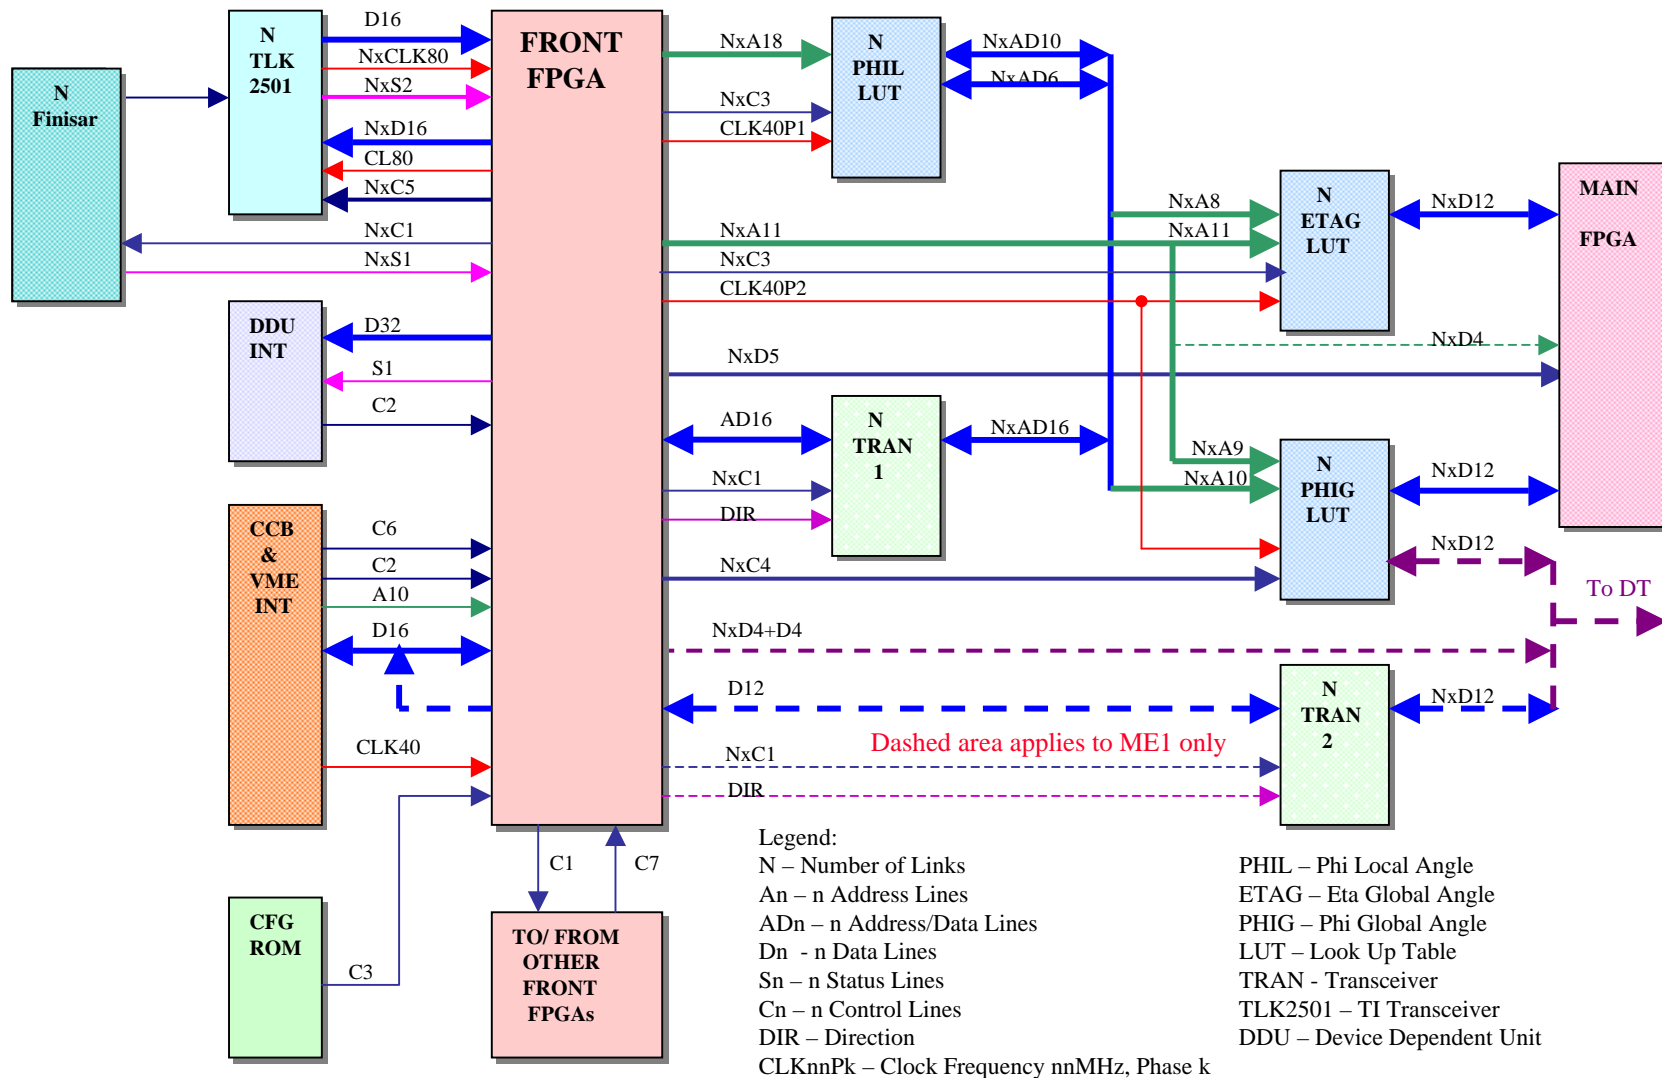 N
TLK
2501
N
Finisar
D16
NxCLK80
NxS2
NxD16
CL80
NxC5
NxC1
NxS1
DDU
INT
D32
S1
C2
CCB
&
VME
INT
C6
C2
A10
D16
CLK40
CFG
ROM
C3
FRONT
FPGA
C1
C7
TO/ FROM
OTHER
FRONT
FPGAs
NxA18
NxC3
CLK40P1
N
PHIL
LUT
NxAD10
NxAD6
NxA11
NxC3
CLK40P2
NxA8
NxA11
N
ETAG
LUT
NxD12
MAIN
FPGA
NxD5
NxD4
AD16
NxC1
DIR
N
TRAN
1
NxAD16
NxA9
NxA10
N
PHIG
LUT
NxD12
NxD12
To DT
NxC4
NxD4+D4
D12
Dashed area applies to ME1 only
NxC1
DIR
N
TRAN
2
NxD12
Legend:
N – Number of Links
An – n Address Lines
ADn – n Address/Data Lines
Dn - n Data Lines
Sn – n Status Lines
Cn – n Control Lines
DIR – Direction
CLKnnPk – Clock Frequency nnMHz, Phase k
PHIL – Phi Local Angle
ETAG – Eta Global Angle
PHIG – Phi Global Angle
LUT – Look Up Table
TRAN - Transceiver
TLK2501 – TI Transceiver
DDU – Device Dependent Unit